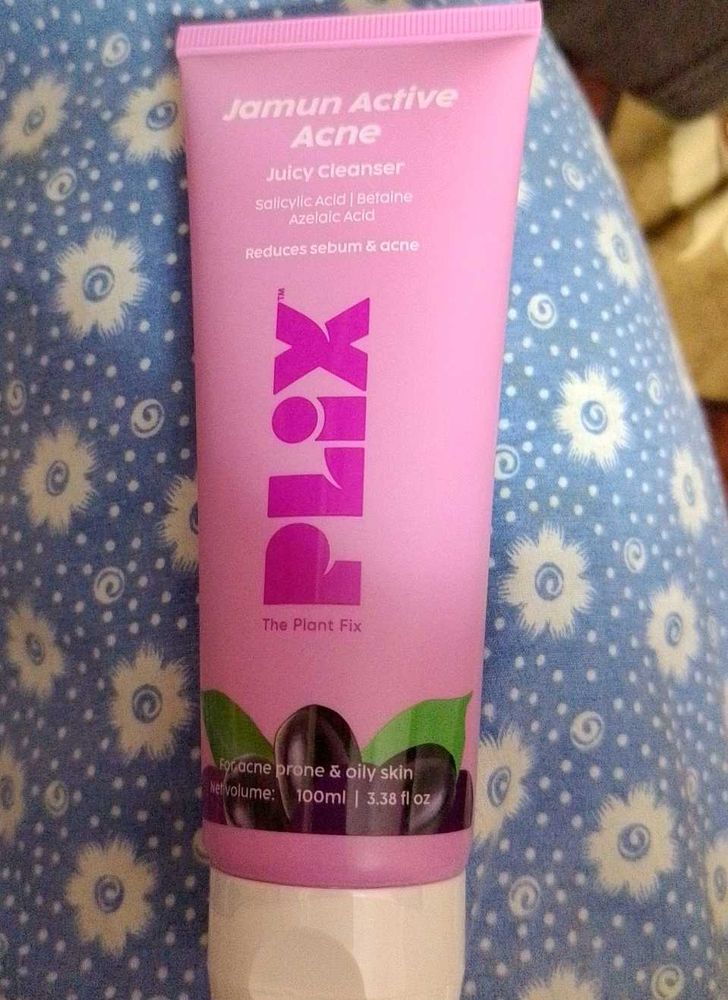 Jamun Active
Acne
Juicy Cleanser
Salicylic Acid | Betaine
Azelaic Acid
Reduces sebum & acne
PLiX™
The Plant Fix
For acne prone & oily skin
Net volume: 100ml | 3.38 fl oz